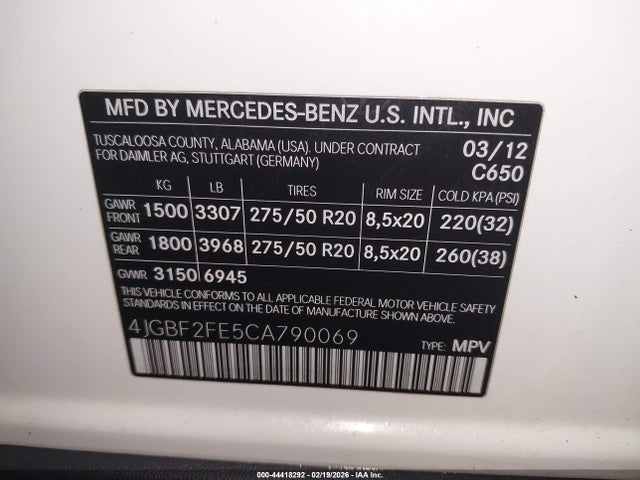 MFD BY MERCEDES-BENZ U.S. INTL., INC
TUSCALOOSA COUNTY, ALABAMA (USA). UNDER CONTRACT
FOR DAIMLER AG, STUTTGART (GERMANY)
03/12
C650
KG LB TIRES RIM SIZE COLD KPA (PSI)
GAWR FRONT 1500 3307 275/50 R20 8,5x20 220(32)
GAWR REAR 1800 3968 275/50 R20 8,5x20 260(38)
GVWR 3150 6945
THIS VEHICLE CONFORMS TO ALL APPLICABLE FEDERAL MOTOR VEHICLE SAFETY
STANDARDS IN EFFECT ON THE DATE OF MANUFACTURE SHOWN ABOVE.
4JGBF2FE5CA790069
TYPE: MPV
000-44418292 - 02/19/2026 - IAA Inc.